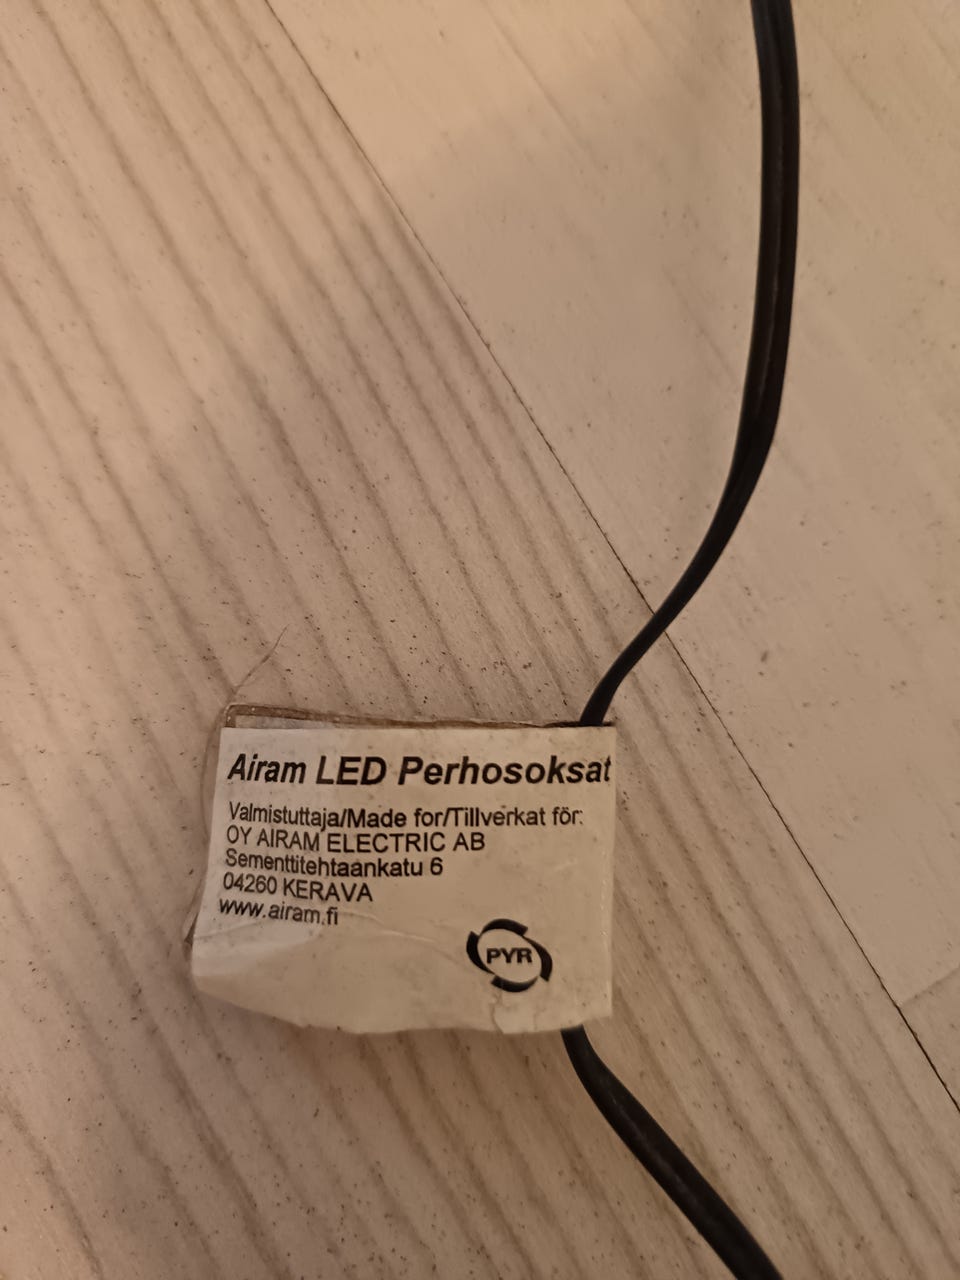 Airam LED Perhosoksat
Valmistuttaja/Made for/Tillverkat för:
OY AIRAM ELECTRIC AB
Sementtitehtaankatu 6
04260 KERAVA
www.airam.fi
PYR